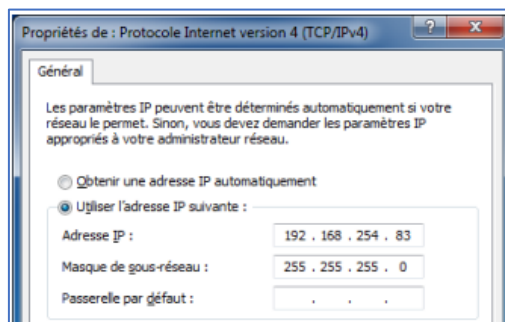 Propriétés de : Protocole Internet version 4 (TCP/IPv4)
Général
Les paramètres IP peuvent être déterminés automatiquement si votre
réseau le permet. Sinon, vous devez demander les paramètres IP
appropriés à votre administrateur réseau.
Obtenir une adresse IP automatiquement
Utiliser l'adresse IP suivante :
Adresse IP : 192 . 168 . 254 . 83
Masque de sous-réseau : 255 . 255 . 255 . 0
Passerelle par défaut : . . .